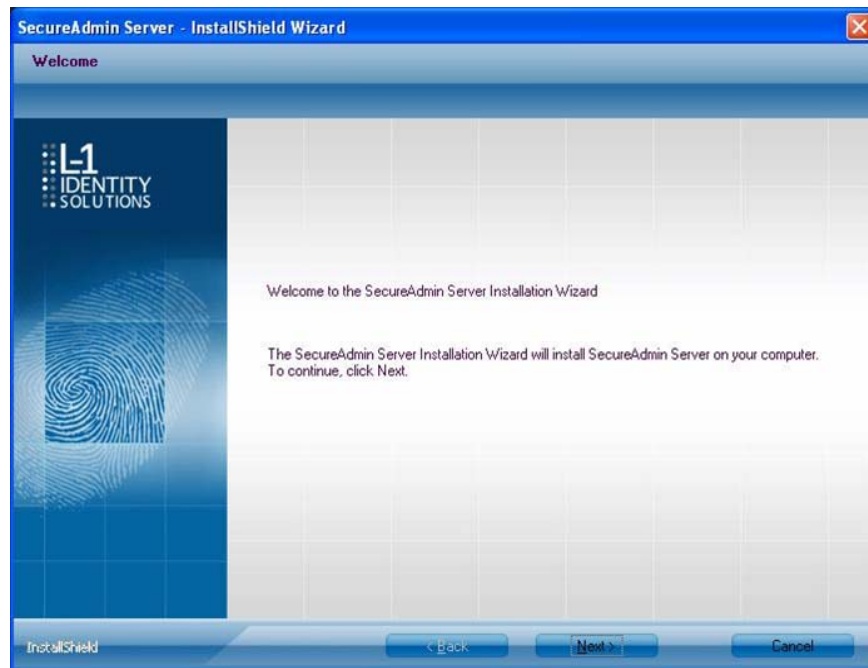 SecureAdmin Server - InstallShield Wizard
Welcome
L-1
IDENTITY
SOLUTIONS
Welcome to the SecureAdmin Server Installation Wizard
The SecureAdmin Server Installation Wizard will install SecureAdmin Server on your computer.
To continue, click Next.
InstallShield
< Back
Next >
Cancel